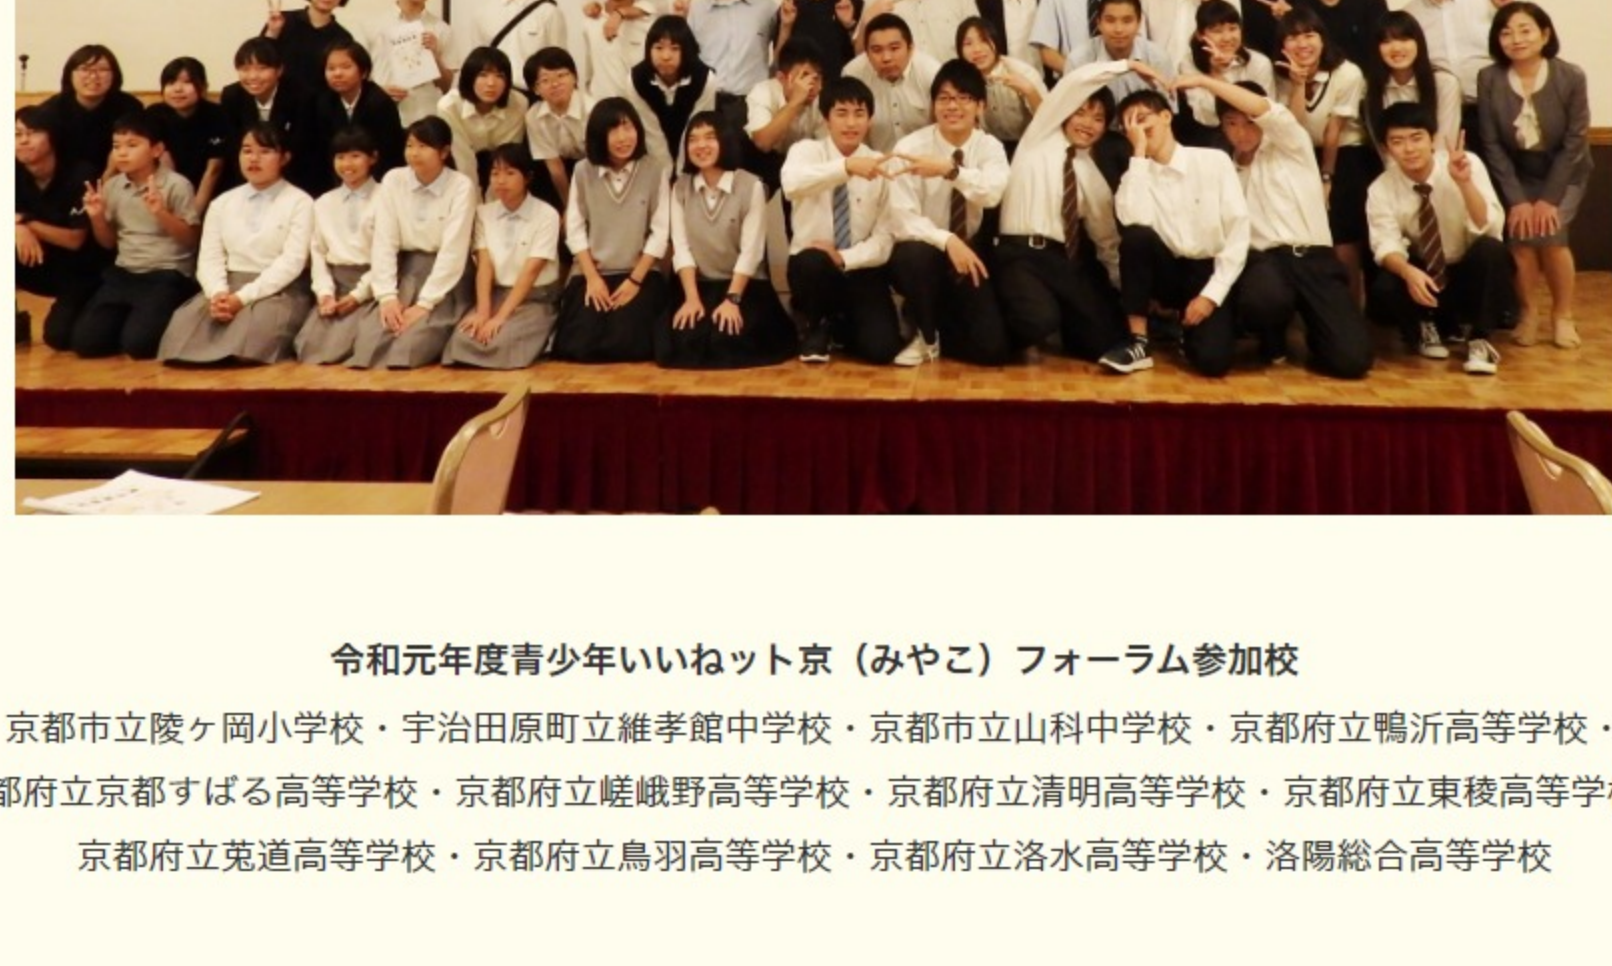 令和元年度青少年いいねット京（みやこ）フォーラム参加校
京都市立陵ヶ岡小学校・宇治田原町立維孝館中学校・京都市立山科中学校・京都府立鴨沂高等学校・
都府立京都すばる高等学校・京都府立嵯峨野高等学校・京都府立清明高等学校・京都府立東稜高等学
京都府立莵道高等学校・京都府立鳥羽高等学校・京都府立洛水高等学校・洛陽総合高等学校